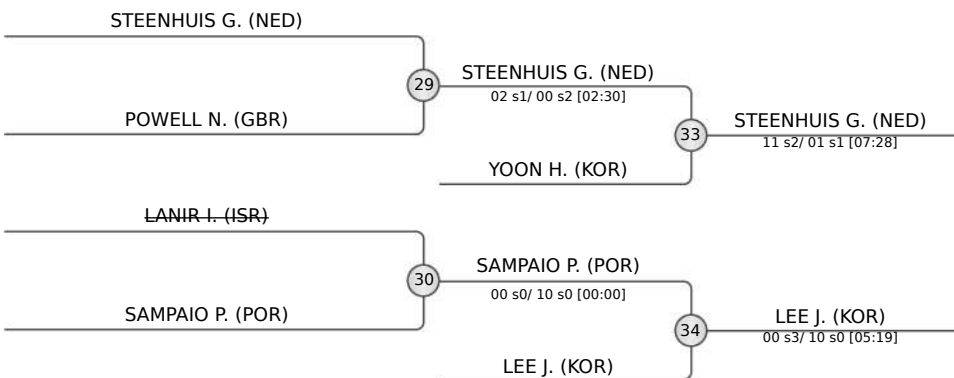 STEENHUIS G. (NED)
29
POWELL N. (GBR)
STEENHUIS G. (NED)
02 s1/ 00 s2 [02:30]
33
YOON H. (KOR)
STEENHUIS G. (NED)
11 s2/ 01 s1 [07:28]
LANIR I. (ISR)
30
SAMPAIO P. (POR)
SAMPAIO P. (POR)
00 s0/ 10 s0 [00:00]
34
LEE J. (KOR)
LEE J. (KOR)
00 s3/ 10 s0 [05:19]